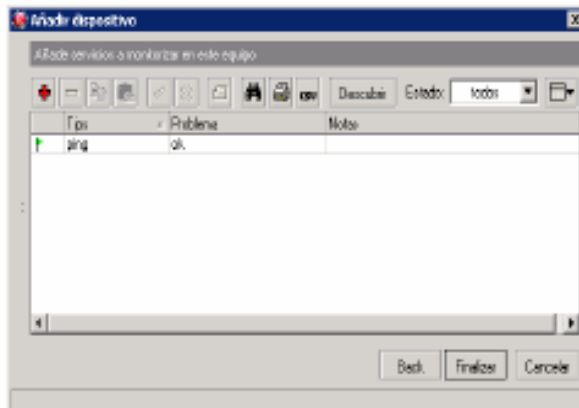 Añadir dispositivo
Añade servicios a monitorizar en este equipo
csv Descubrir Estado: todos
Tipo Problema Notas
ping ok
Back Finalizar Cancelar